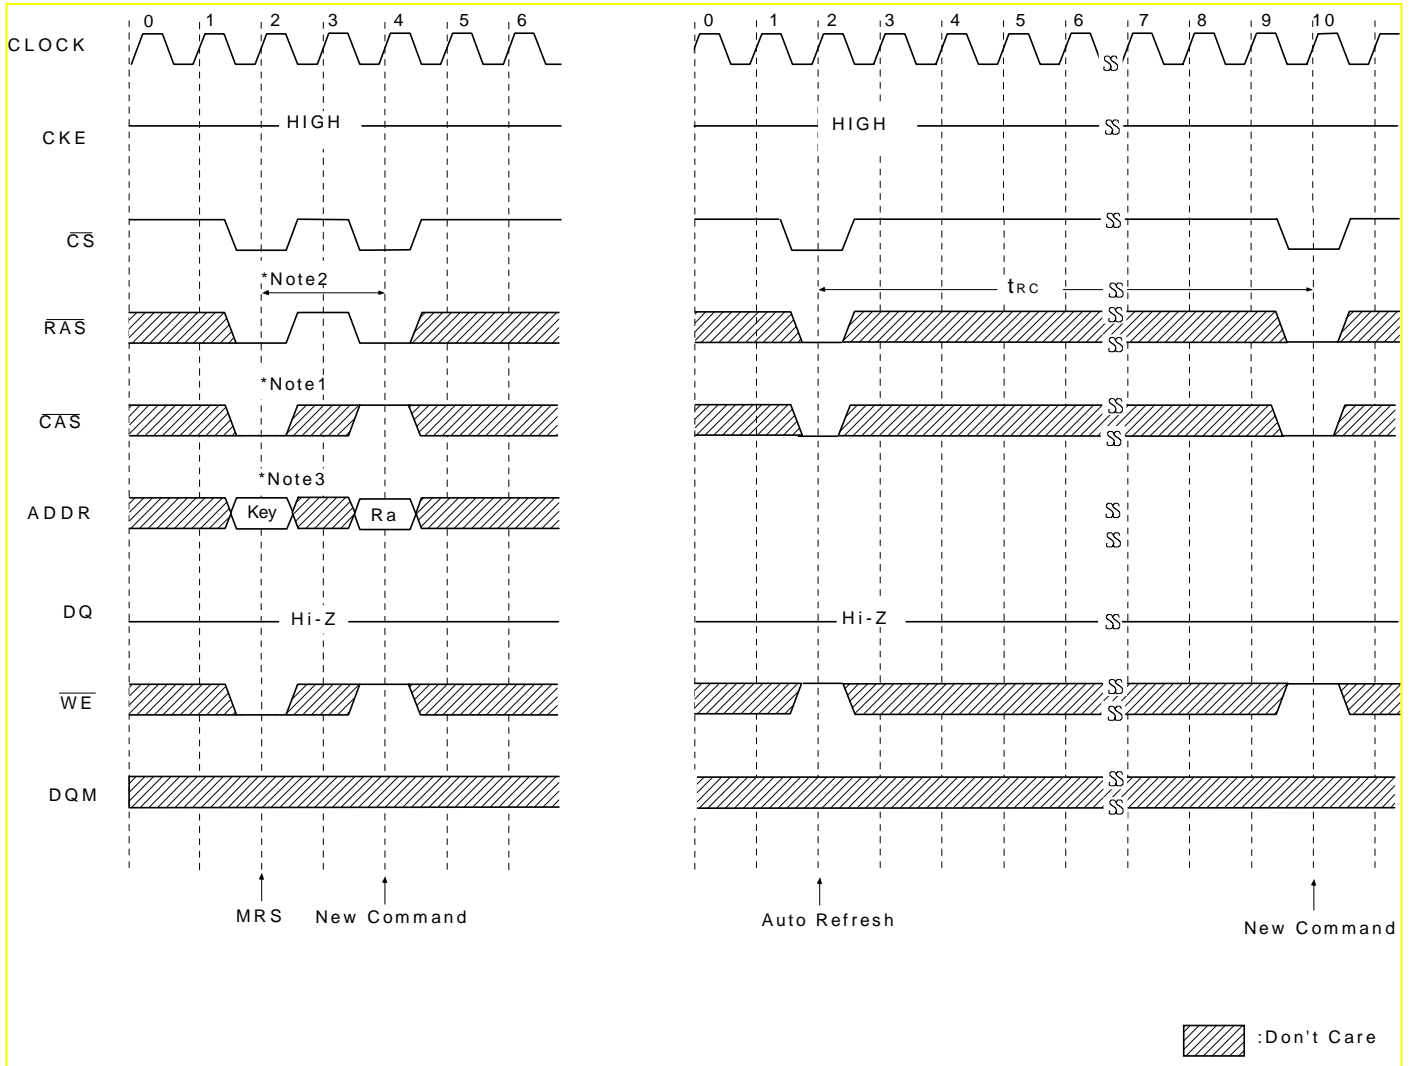 0 1 2 3 4 5 6 0 1 2 3 4 5 6 7 8 9 10
CLOCK
HIGH HIGH
CKE
CS
*Note2
tRC
RAS
*Note1
CAS
*Note3
ADDR Key Ra
DQ Hi-Z Hi-Z
WE
DQM
MRS New Command Auto Refresh New Command
:Don't Care